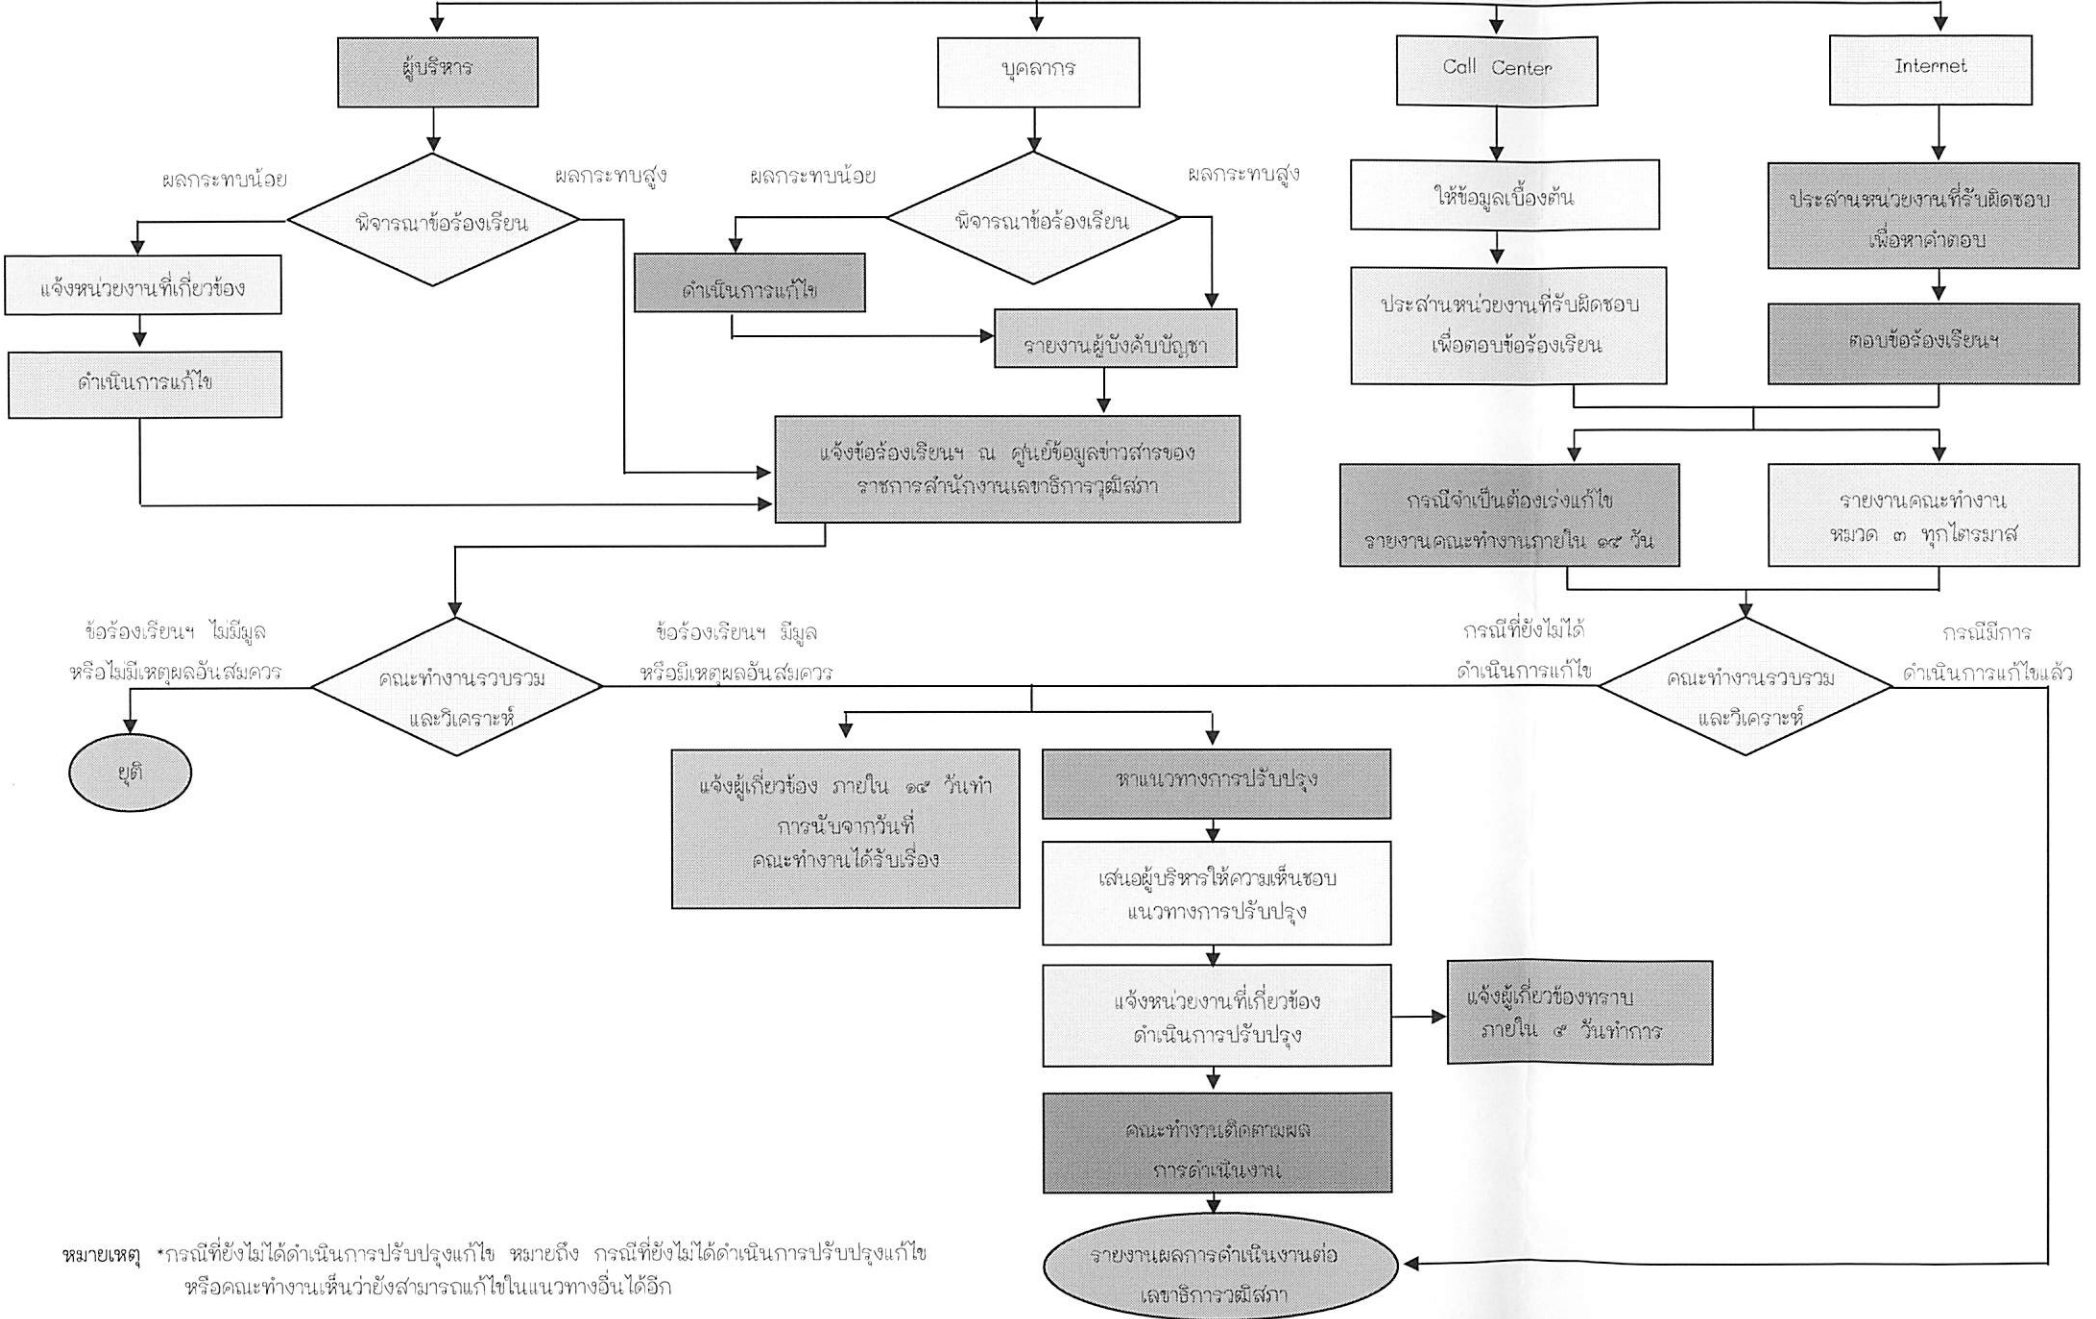 ผู้บริหาร
บุคลากร
Call Center
Internet
ผลกระทบน้อย
ผลกระทบสูง
พิจารณาข้อร้องเรียน
แจ้งหน่วยงานที่เกี่ยวข้อง
ดำเนินการแก้ไข
ผลกระทบน้อย
ผลกระทบสูง
พิจารณาข้อร้องเรียน
ดำเนินการแก้ไข
รายงานผู้บังคับบัญชา
แจ้งข้อร้องเรียนฯ ณ ศูนย์ข้อมูลข่าวสารของ
ราชการสำนักงานเลขาธิการวุฒิสภา
ให้ข้อมูลเบื้องต้น
ประสานหน่วยงานที่รับผิดชอบ
เพื่อตอบข้อร้องเรียน
ประสานหน่วยงานที่รับผิดชอบ
เพื่อหาคำตอบ
ตอบข้อร้องเรียนฯ
กรณีจำเป็นต้องเร่งแก้ไข
รายงานคณะทำงานภายใน ๑๕ วัน
รายงานคณะทำงาน
หมวด ๓ ทุกไตรมาส
ข้อร้องเรียนฯ ไม่มีมูล
หรือไม่มีเหตุผลอันสมควร
คณะทำงานรวบรวม
และวิเคราะห์
ข้อร้องเรียนฯ มีมูล
หรือมีเหตุผลอันสมควร
ยุติ
กรณีที่ยังไม่ได้
ดำเนินการแก้ไข
คณะทำงานรวบรวม
และวิเคราะห์
กรณีมีการ
ดำเนินการแก้ไขแล้ว
แจ้งผู้เกี่ยวข้อง ภายใน ๑๕ วันทำ
การนับจากวันที่
คณะทำงานได้รับเรื่อง
หาแนวทางการปรับปรุง
เสนอผู้บริหารให้ความเห็นชอบ
แนวทางการปรับปรุง
แจ้งหน่วยงานที่เกี่ยวข้อง
ดำเนินการปรับปรุง
แจ้งผู้เกี่ยวข้องทราบ
ภายใน ๕ วันทำการ
คณะทำงานติดตามผล
การดำเนินงาน
รายงานผลการดำเนินงานต่อ
เลขาธิการวุฒิสภา
หมายเหตุ *กรณีที่ยังไม่ได้ดำเนินการปรับปรุงแก้ไข หมายถึง กรณีที่ยังไม่ได้ดำเนินการปรับปรุงแก้ไข
หรือคณะทำงานเห็นว่ายังสามารถแก้ไขในแนวทางอื่นได้อีก